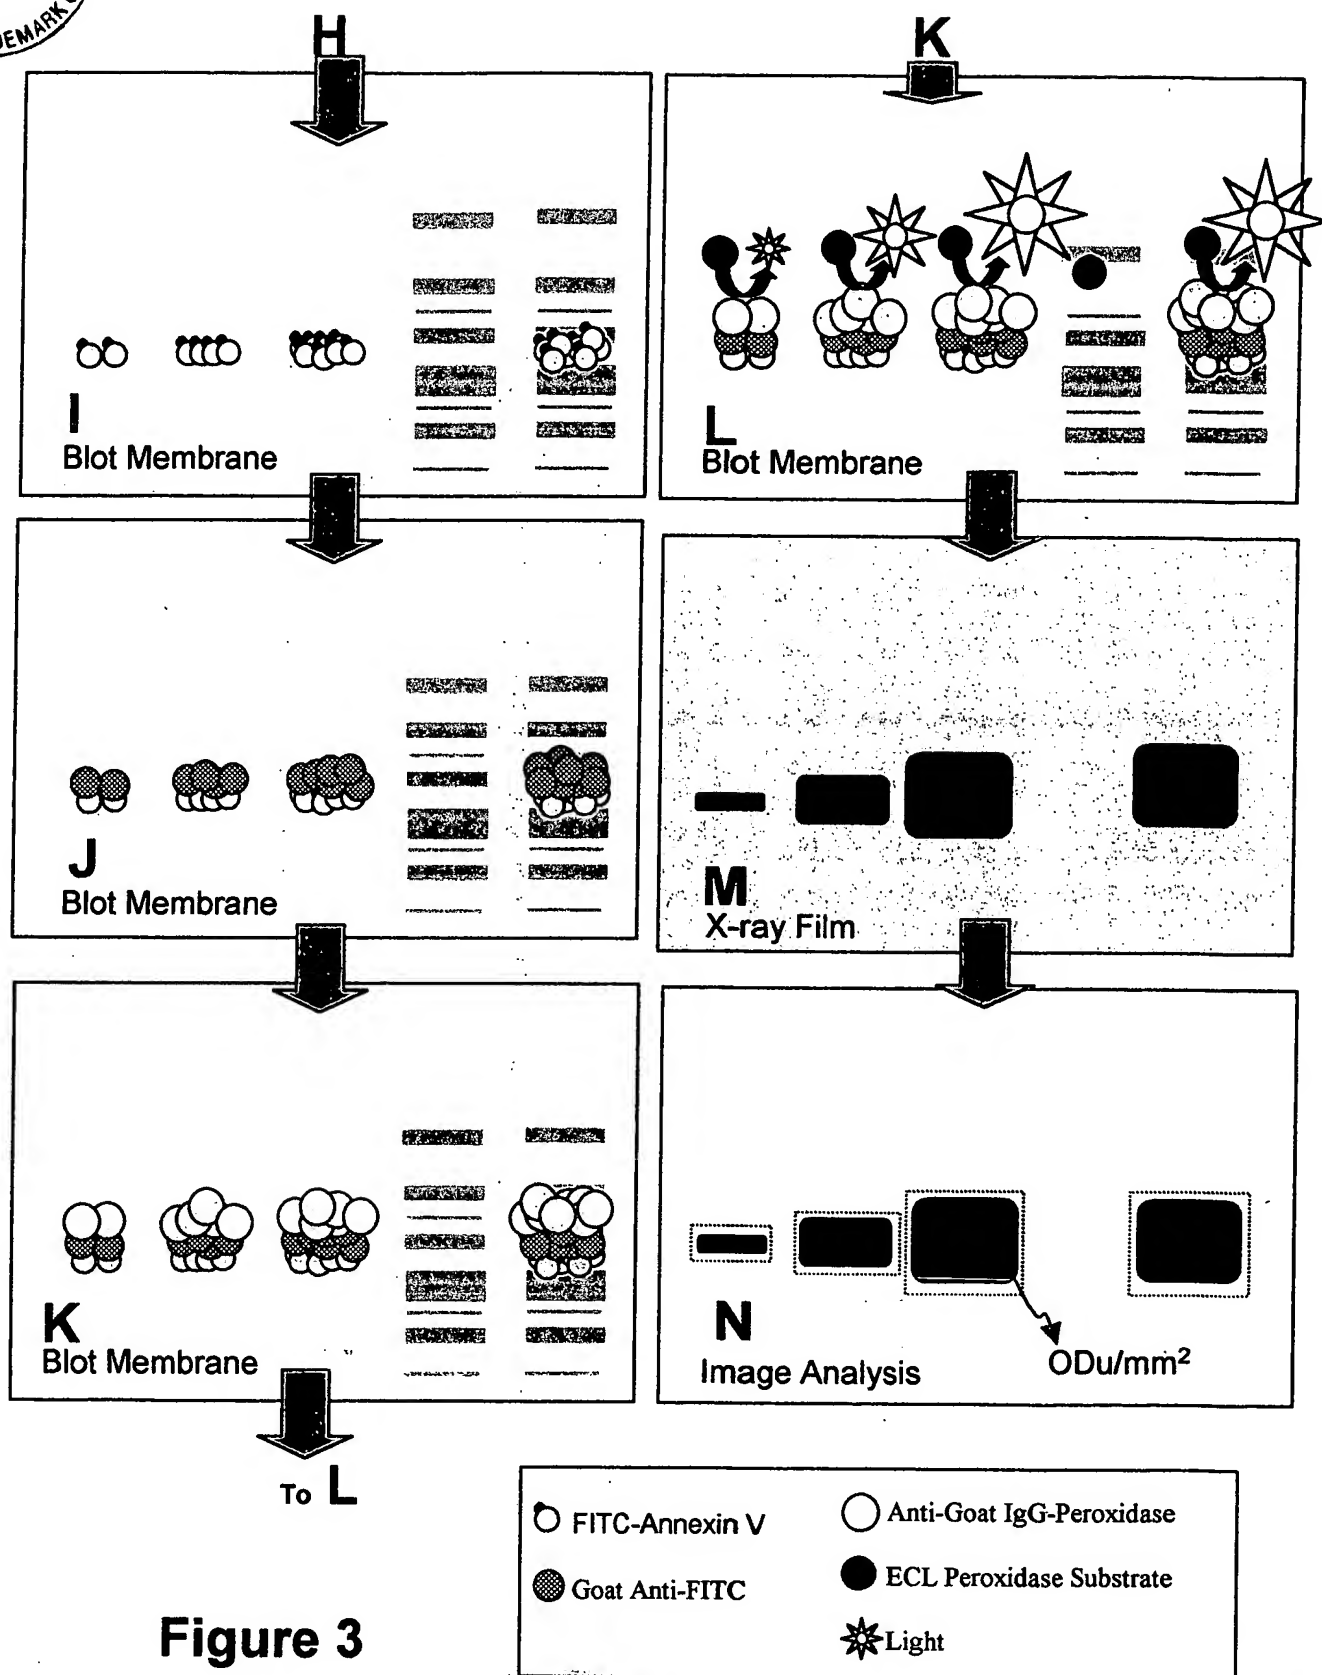 DEMARK
H
K
I
Blot Membrane
L
Blot Membrane
J
Blot Membrane
M
X-ray Film
K
Blot Membrane
N
Image Analysis
ODu/mm²
To L
FITC-Annexin V
Anti-Goat IgG-Peroxidase
Goat Anti-FITC
ECL Peroxidase Substrate
Light
Figure 3